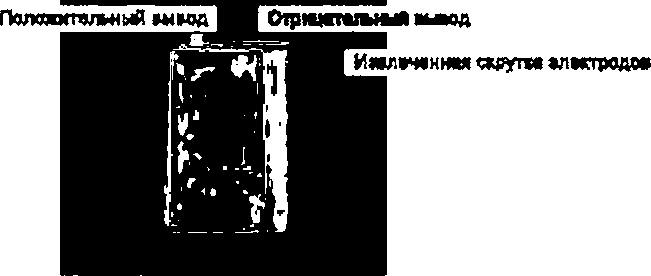 Положительный вывод
Отрицательный вывод
Извлеченная скрутка электродов